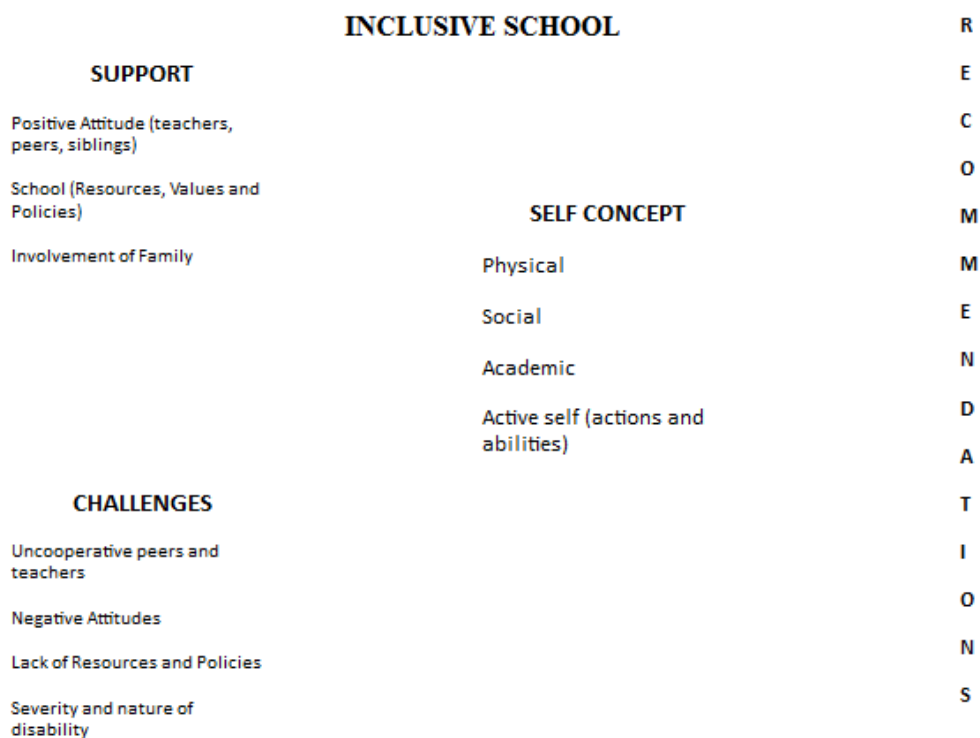 INCLUSIVE SCHOOL
SUPPORT
Positive Attitude (teachers,
peers, siblings)
School (Resources, Values and
Policies)
Involvement of Family
SELF CONCEPT
Physical
Social
Academic
Active self (actions and
abilities)
CHALLENGES
Uncooperative peers and
teachers
Negative Attitudes
Lack of Resources and Policies
Severity and nature of
disability
R
E
C
O
M
M
E
N
D
A
T
I
O
N
S